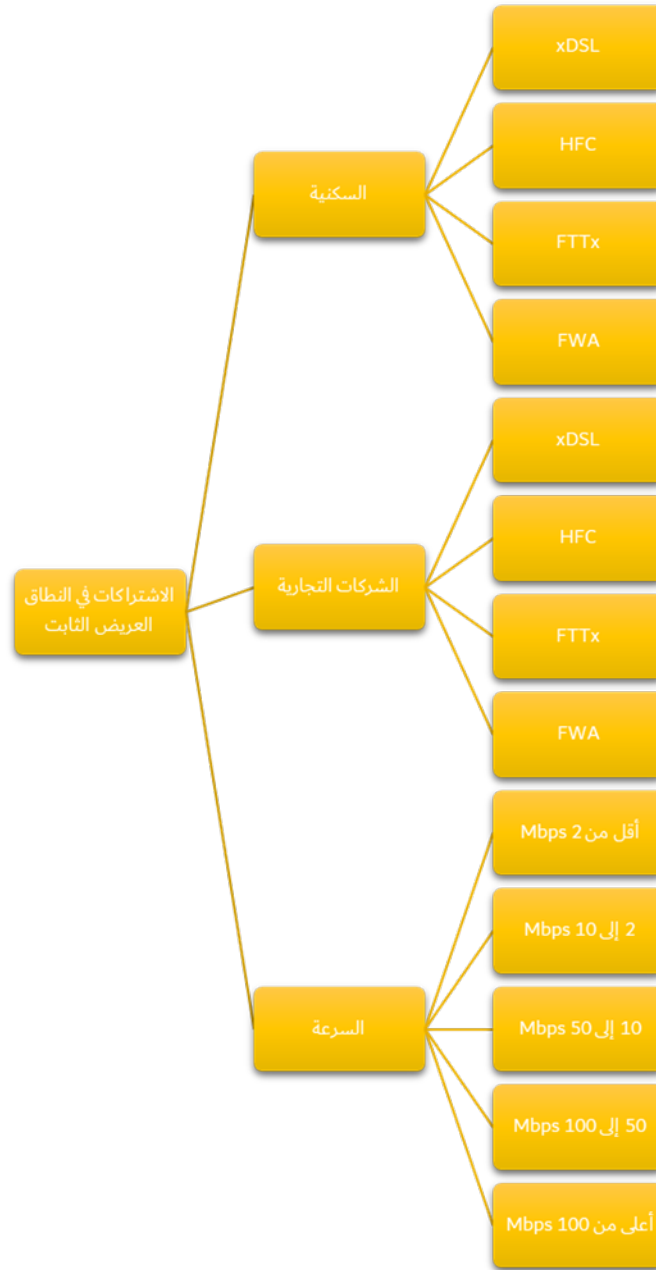 الاشتراكات في النطاق
العريض الثابت
السكنية
xDSL
HFC
FTTx
FWA
الشركات التجارية
xDSL
HFC
FTTx
FWA
السرعة
أقل من 2 Mbps
2 إلى 10 Mbps
10 إلى 50 Mbps
50 إلى 100 Mbps
أعلى من 100 Mbps